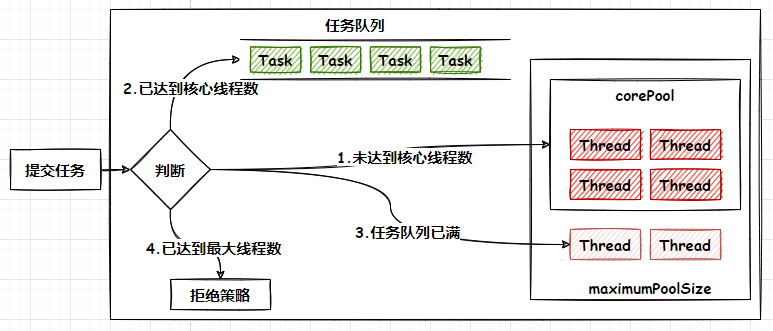 任务队列
Task Task Task Task
2.已达到核心线程数
corePool
1.未达到核心线程数
Thread Thread
提交任务
判断
Thread Thread
3.任务队列已满
Thread Thread
4.已达到最大线程数
maximumPoolSize
拒绝策略